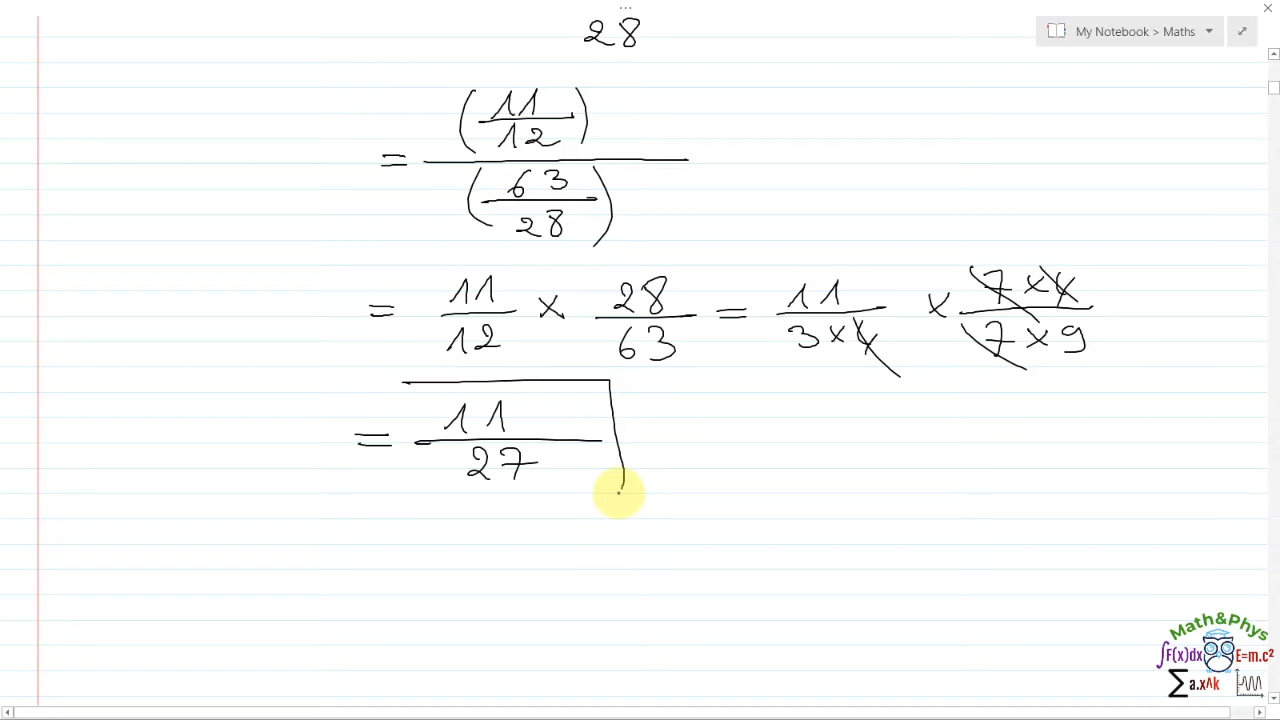 ...
My Notebook > Maths
28
= (11/12) / (63/28)
= 11/12 × 28/63 = 11/3×4 × 7×4/7×9
= 11/27
Math&Phys
∫F(x)dx E=m.c²
∑ a.x^k